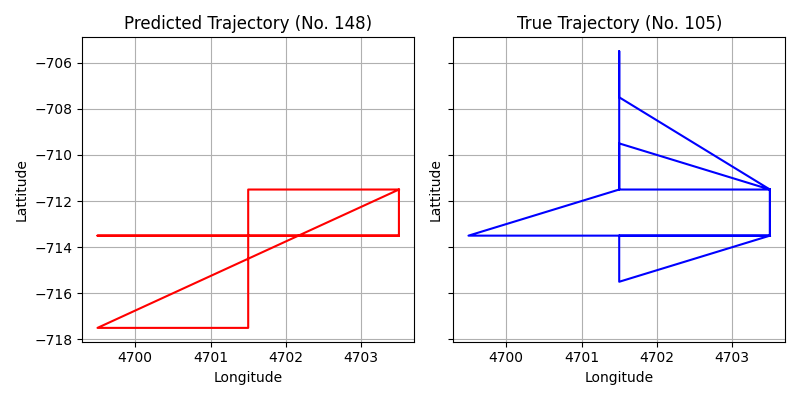 Predicted Trajectory (No. 148)
True Trajectory (No. 105)
Lattitude
−706
−708
−710
−712
−714
−716
−718
4700
4701
4702
4703
Longitude
Lattitude
4700
4701
4702
4703
Longitude